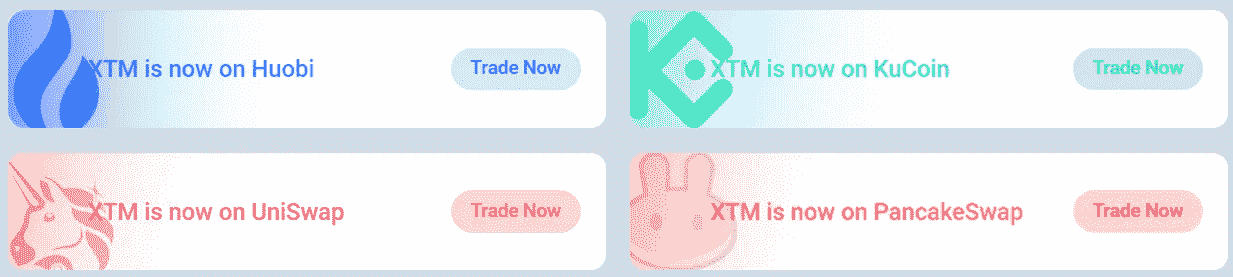 XTM is now on Huobi
Trade Now
XTM is now on KuCoin
Trade Now
XTM is now on UniSwap
Trade Now
XTM is now on PancakeSwap
Trade Now